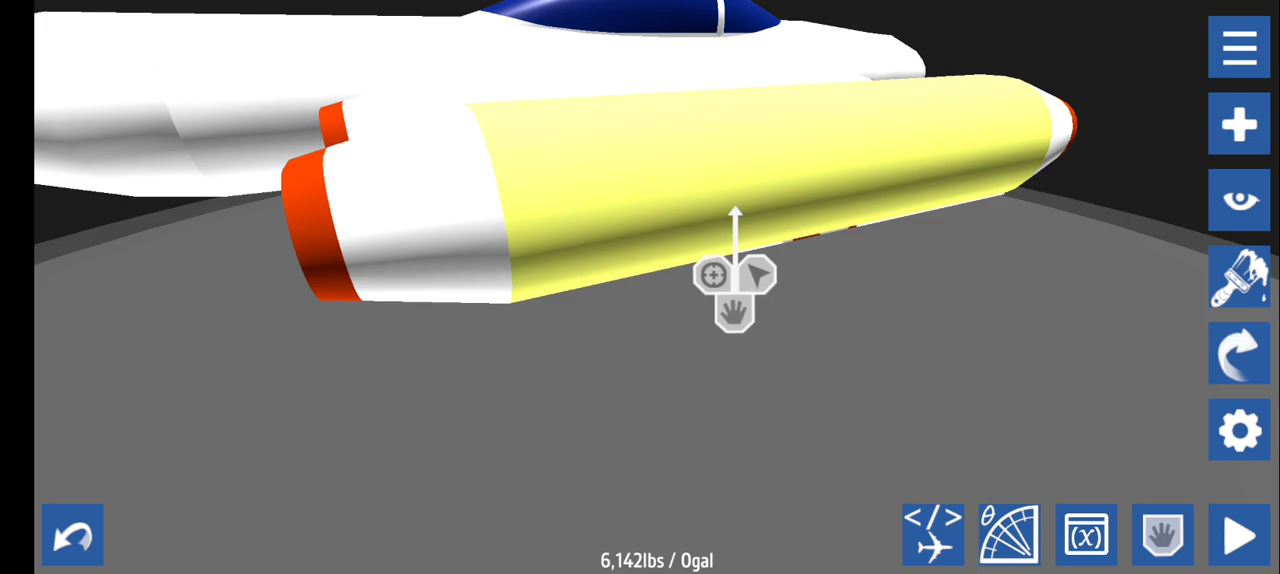 </>
θ
(x)
6,142lbs / 0gal